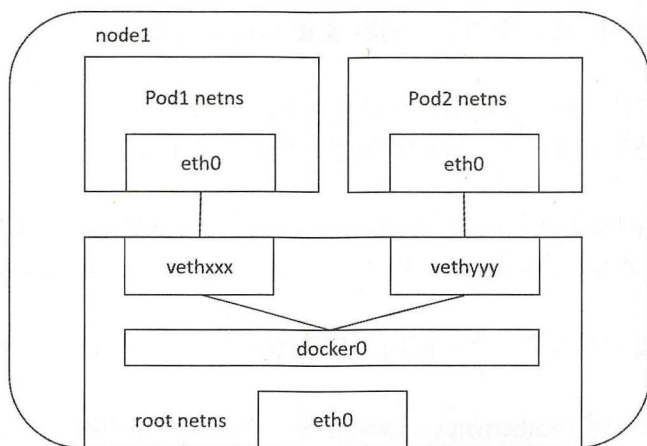 node1
Pod1 netns
Pod2 netns
eth0
eth0
vethxxx
vethyyy
docker0
root netns
eth0